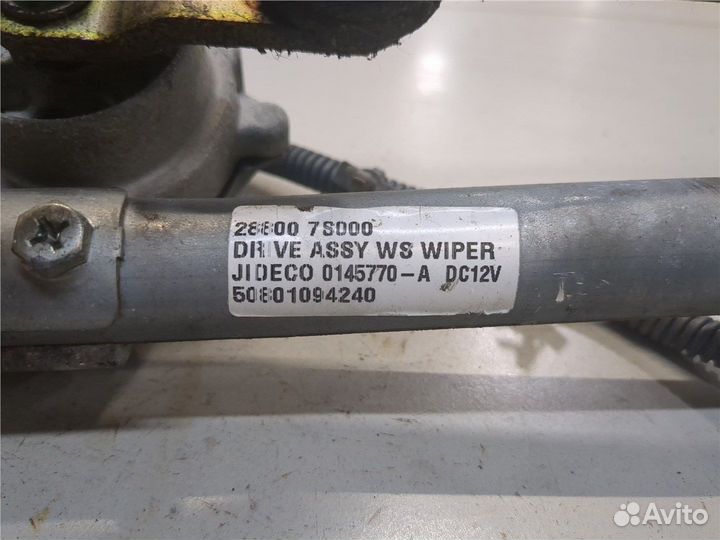 28800 7S000
DRIVE ASSY WS WIPER
JIDECO 0145770-A DC12V
50801094240
Avito